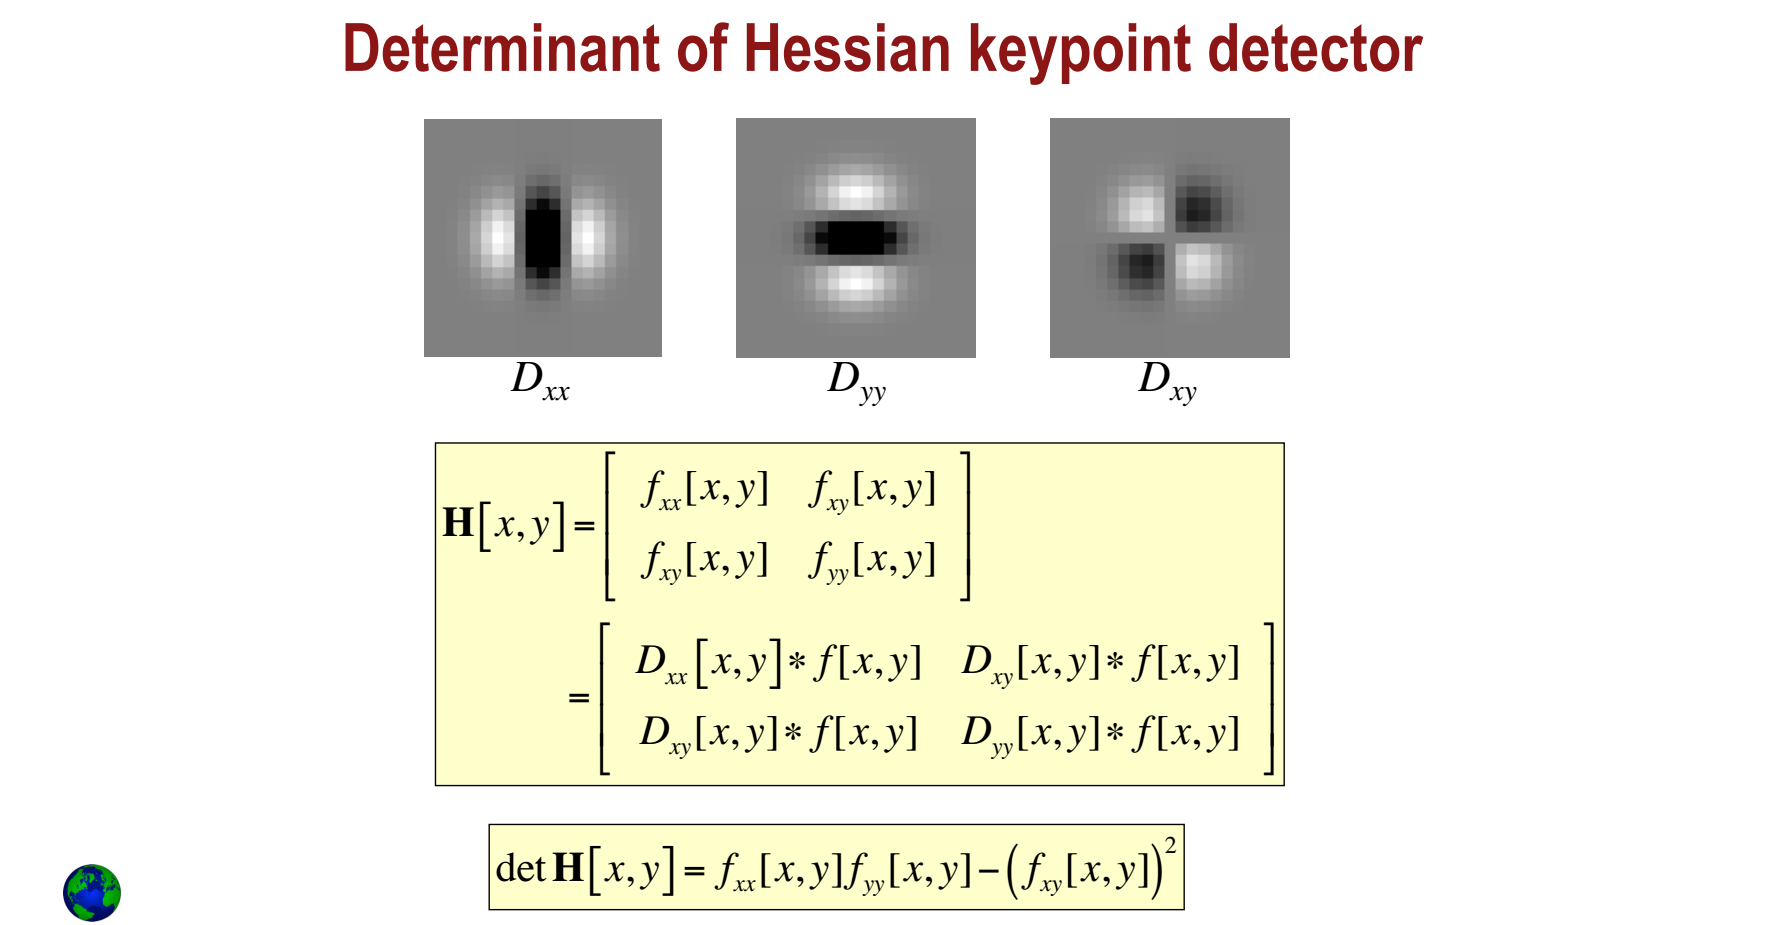 Determinant of Hessian keypoint detector
D_xx D_yy D_xy
H[x,y] = [ f_xx[x,y] f_xy[x,y]
f_xy[x,y] f_yy[x,y] ]
= [ D_xx[x,y]∗f[x,y] D_xy[x,y]∗f[x,y]
D_xy[x,y]∗f[x,y] D_yy[x,y]∗f[x,y] ]
det H[x,y] = f_xx[x,y]f_yy[x,y] − (f_xy[x,y])^2